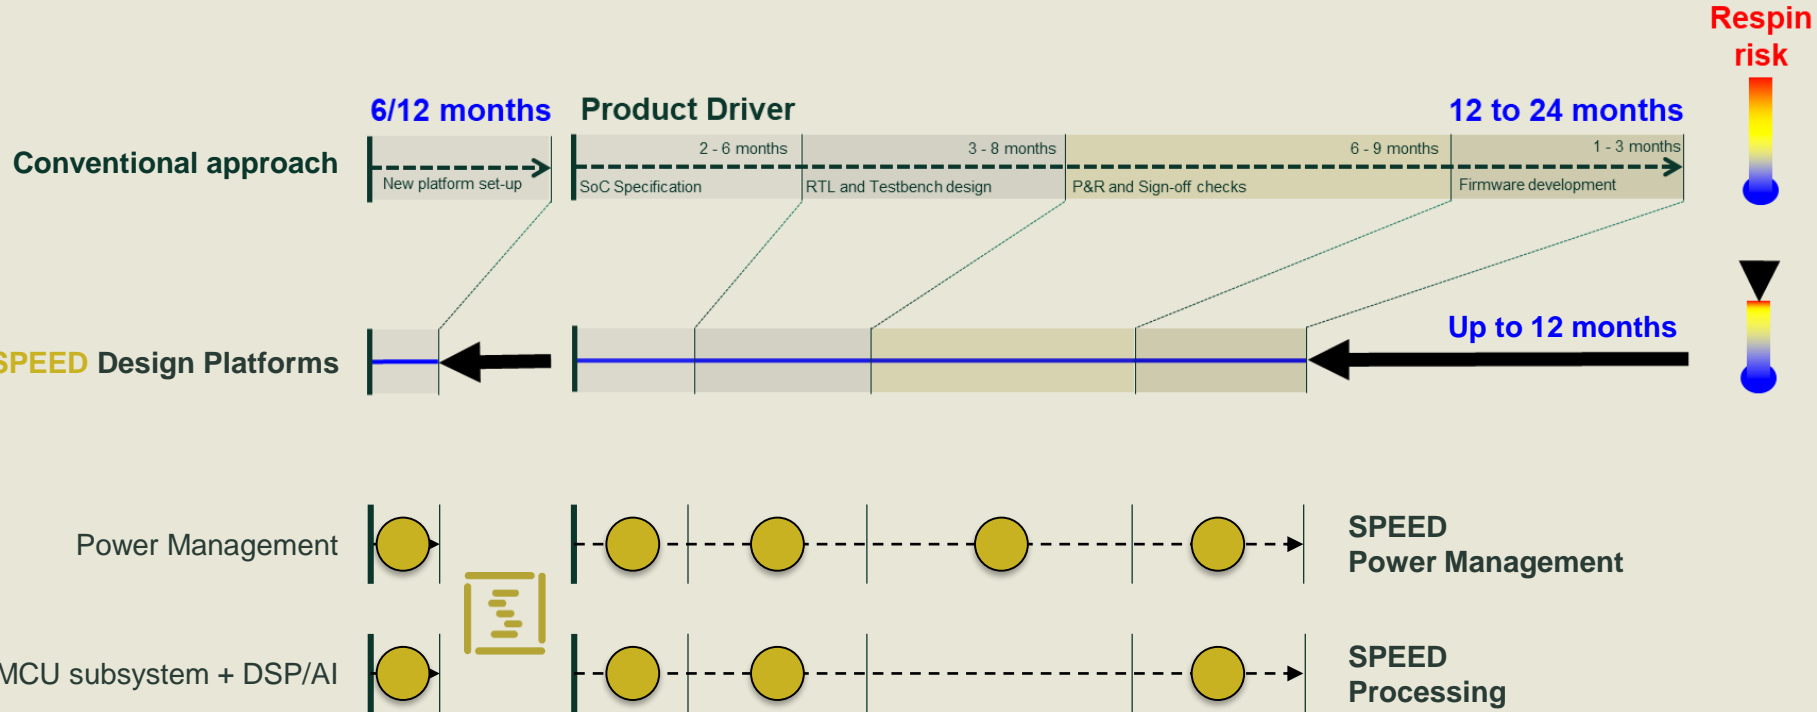 Respin
risk
6/12 months
Product Driver
12 to 24 months
Conventional approach
New platform set-up
2 - 6 months
SoC Specification
3 - 8 months
RTL and Testbench design
6 - 9 months
P&R and Sign-off checks
1 - 3 months
Firmware development
SPEED Design Platforms
Up to 12 months
Power Management
SPEED
Power Management
MCU subsystem + DSP/AI
SPEED
Processing